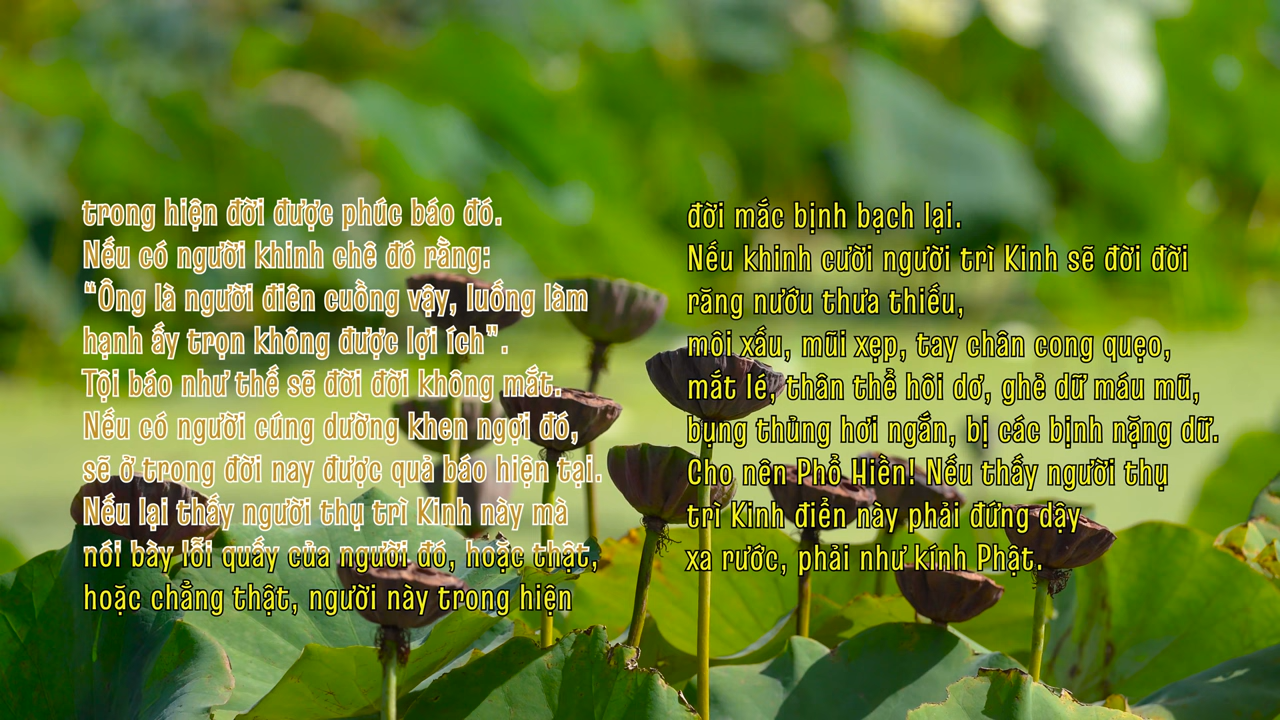 trong hiện đời được phúc báo đó.
Nếu có người khinh chê đó rằng:
“Ông là người điên cuồng vậy, luống làm
hạnh ấy trọn không được lợi ích”.
Tội báo như thế sẽ đời đời không mắt.
Nếu có người cúng dường khen ngợi đó,
sẽ ở trong đời nay được quả báo hiện tại.
Nếu lại thấy người thụ trì Kinh này mà
nói bày lỗi quấy của người đó, hoặc thật,
hoặc chẳng thật, người này trong hiện
đời mắc bịnh bạch lại.
Nếu khinh cười người trì Kinh sẽ đời đời
răng nướu thưa thiếu,
môi xấu, mũi xẹp, tay chân cong quẹo,
mắt lé, thân thể hôi dơ, ghẻ dữ máu mũ,
bụng thủng hơi ngắn, bị các bịnh nặng dữ.
Cho nên Phổ Hiền! Nếu thấy người thụ
trì Kinh điển này phải đứng dậy
xa rước, phải như kính Phật.